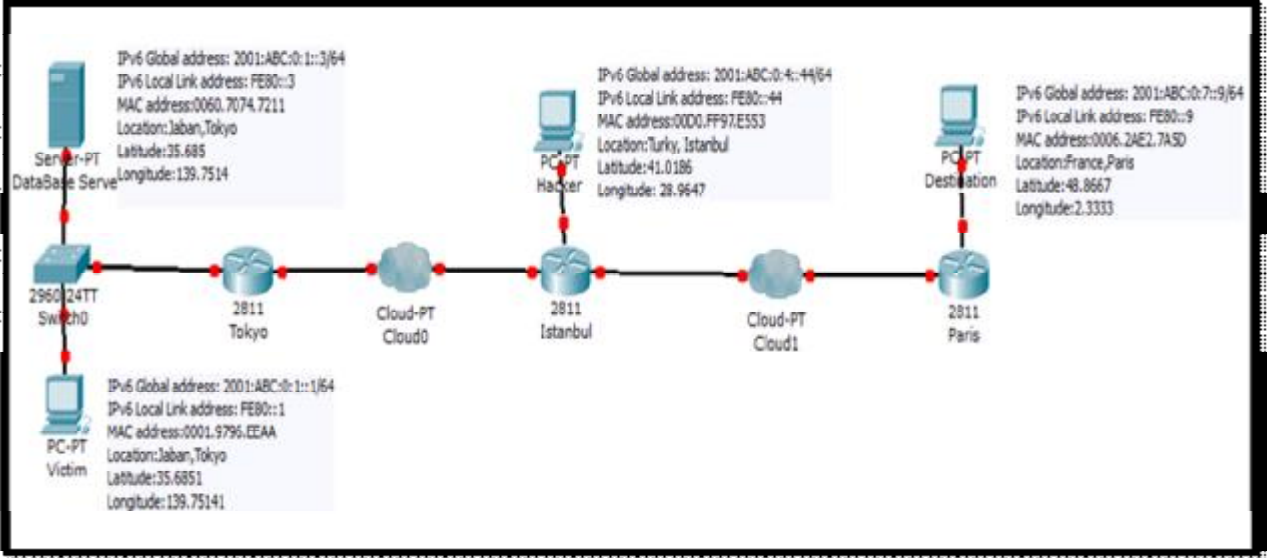 IPv6 Global address: 2001:ABC:0:1::3/64
IPv6 Local Link address: FE80::3
MAC address:0060.7074.7211
Location:Jaban,Tokyo
Latitude:35.685
Longitude:139.7514
Server-PT
DataBase Serve
IPv6 Global address: 2001:ABC:0:4::44/64
IPv6 Local Link address: FE80::44
MAC address:00D0.FF97.E553
Location:Turky, Istanbul
Latitude:41.0186
Longitude: 28.9647
PC-PT
Hacker
IPv6 Global address: 2001:ABC:0:7::9/64
IPv6 Local Link address: FE80::9
MAC address:0006.2AE2.7A5D
Location:France,Paris
Latitude:48.8667
Longitude:2.3333
PC-PT
Destination
2960-24TT
Switch0
2811
Tokyo
Cloud-PT
Cloud0
2811
Istanbul
Cloud-PT
Cloud1
2811
Paris
IPv6 Global address: 2001:ABC:0:1::1/64
IPv6 Local Link address: FE80::1
MAC address:0001.9796.EEAA
Location:Jaban,Tokyo
Latitude:35.6851
Longitude:139.75141
PC-PT
Victim